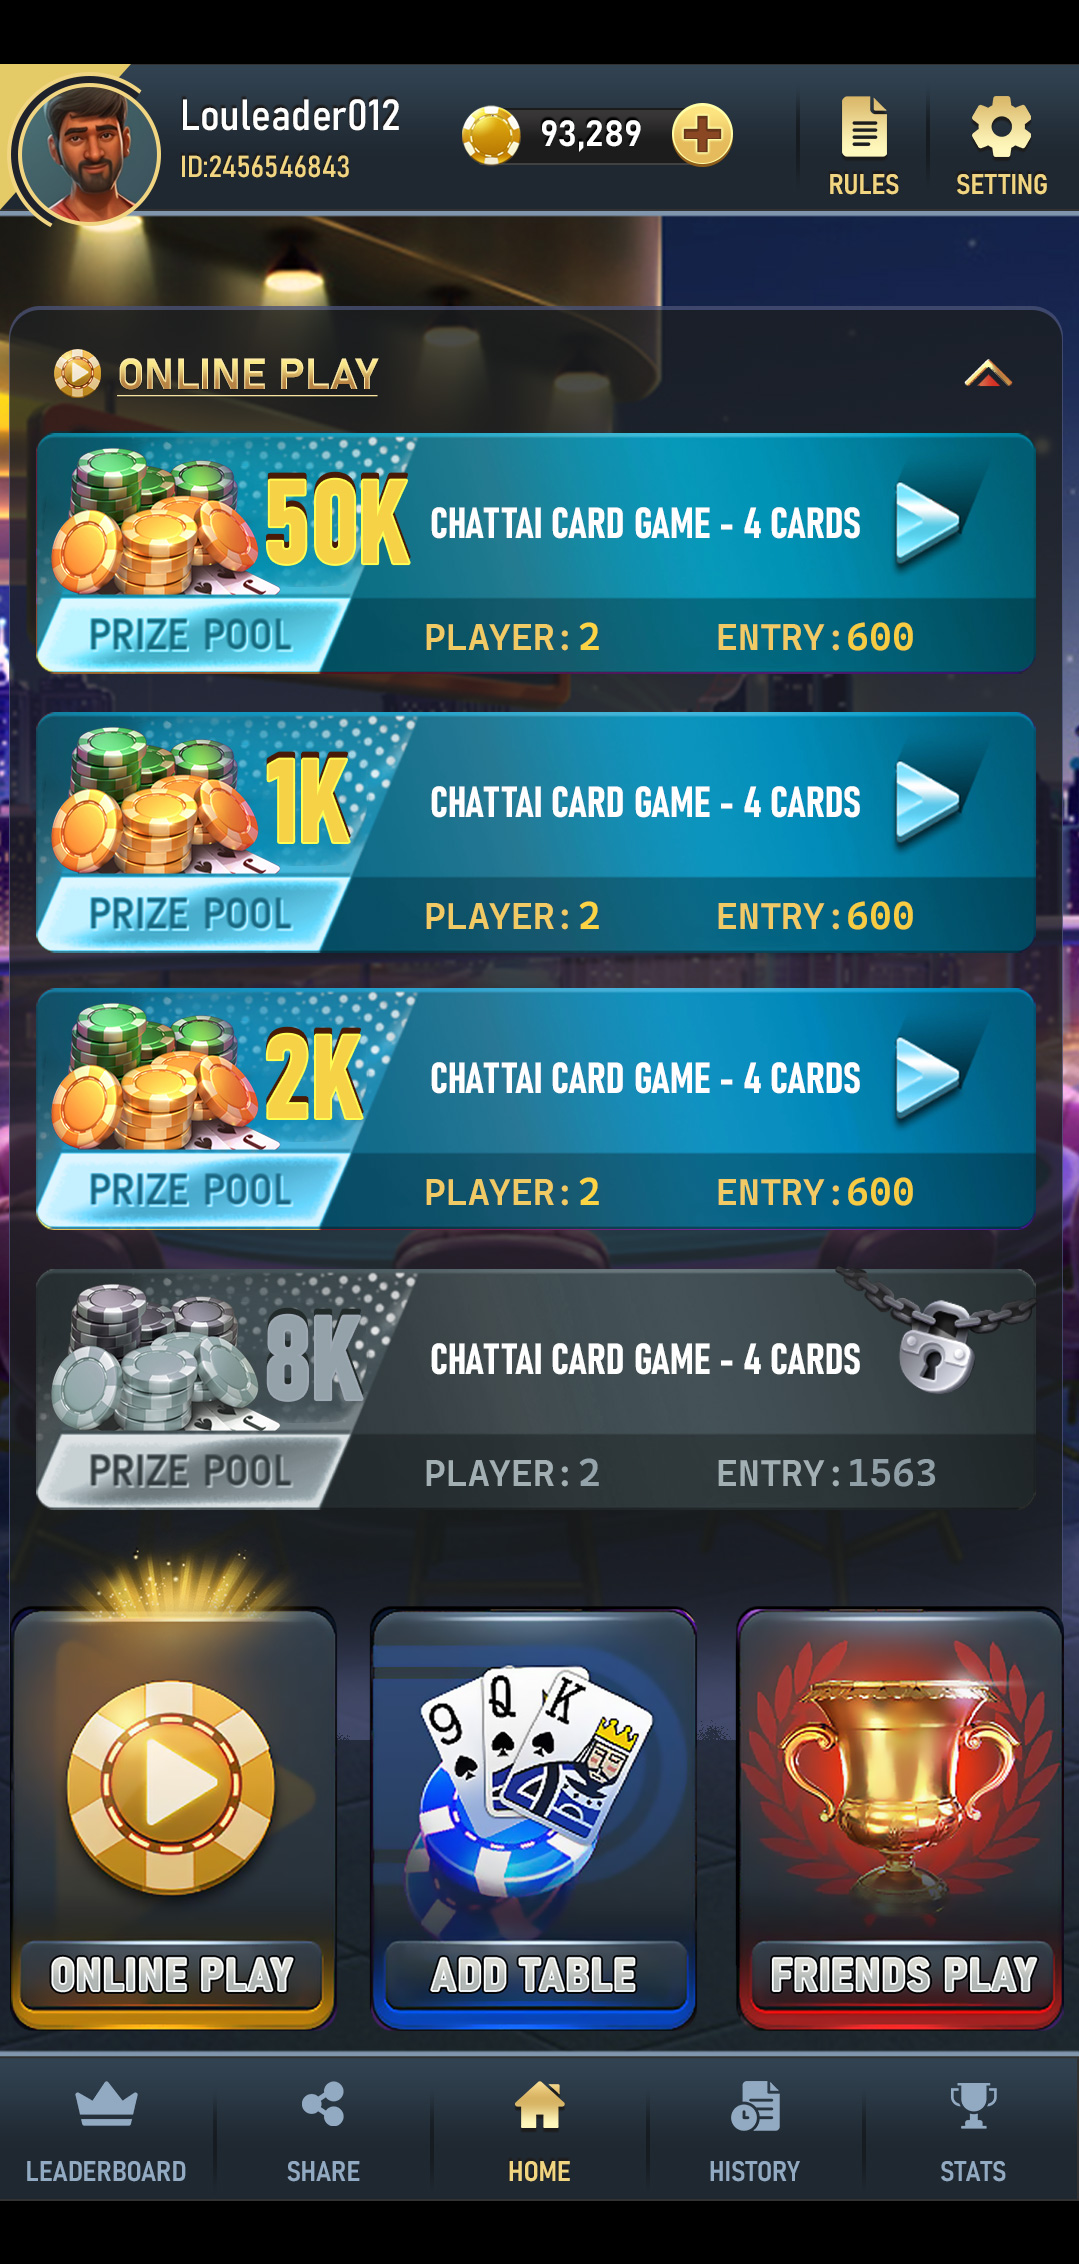 Louleader012
93,289
ID:2456546843
RULES
SETTING
ONLINE PLAY
50K
CHATTAI CARD GAME - 4 CARDS
PRIZE POOL
PLAYER:2
ENTRY:600
1K
CHATTAI CARD GAME - 4 CARDS
PRIZE POOL
PLAYER:2
ENTRY:600
2K
CHATTAI CARD GAME - 4 CARDS
PRIZE POOL
PLAYER:2
ENTRY:600
8K
CHATTAI CARD GAME - 4 CARDS
PRIZE POOL
PLAYER:2
ENTRY:1563
9 Q K
ONLINE PLAY
ADD TABLE
FRIENDS PLAY
LEADERBOARD
SHARE
HOME
HISTORY
STATS